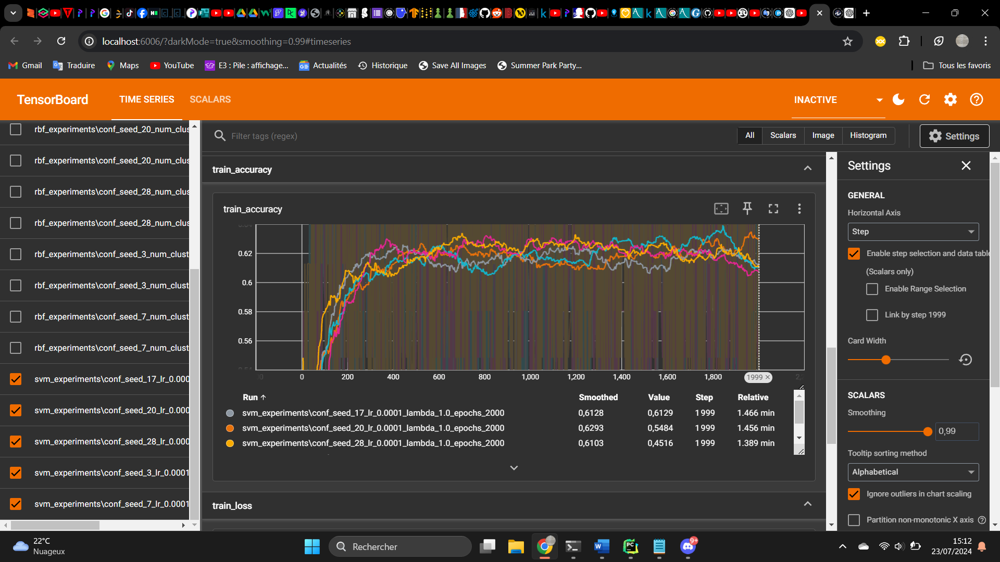 localhost:6006/?darkMode=true&smoothing=0.99#timeseries
Gmail
Traduire
Maps
YouTube
E3 : Pile : affichage...
Actualités
Historique
Save All Images
Summer Park Party...
Tous les favoris
TensorBoard
TIME SERIES
SCALARS
INACTIVE
rbf_experiments\conf_seed_20_num_clus
rbf_experiments\conf_seed_20_num_clus
rbf_experiments\conf_seed_28_num_clus
rbf_experiments\conf_seed_28_num_clus
rbf_experiments\conf_seed_3_num_clust
rbf_experiments\conf_seed_3_num_clust
rbf_experiments\conf_seed_7_num_clust
rbf_experiments\conf_seed_7_num_clust
svm_experiments\conf_seed_17_lr_0.000
svm_experiments\conf_seed_20_lr_0.000
svm_experiments\conf_seed_28_lr_0.000
svm_experiments\conf_seed_3_lr_0.0001
svm_experiments\conf_seed_7_lr_0.0001
Filter tags (regex)
All
Scalars
Image
Histogram
Settings
train_accuracy
train_accuracy
0.62
0.6
0.58
0.56
0 200 400 600 800 1,000 1,200 1,400 1,600 1,800 1999 ×
Run ↑ Smoothed Value Step Relative
svm_experiments\conf_seed_17_lr_0.0001_lambda_1.0_epochs_2000 0,6128 0,6129 1999 1.466 min
svm_experiments\conf_seed_20_lr_0.0001_lambda_1.0_epochs_2000 0,6293 0,5484 1999 1.456 min
svm_experiments\conf_seed_28_lr_0.0001_lambda_1.0_epochs_2000 0,6103 0,4516 1999 1.389 min
train_loss
Settings
GENERAL
Horizontal Axis
Step
Enable step selection and data table
(Scalars only)
Enable Range Selection
Link by step 1999
Card Width
SCALARS
Smoothing
0,99
Tooltip sorting method
Alphabetical
Ignore outliers in chart scaling
Partition non-monotonic X axis
22°C
Nuageux
Rechercher
9+
15:12
23/07/2024